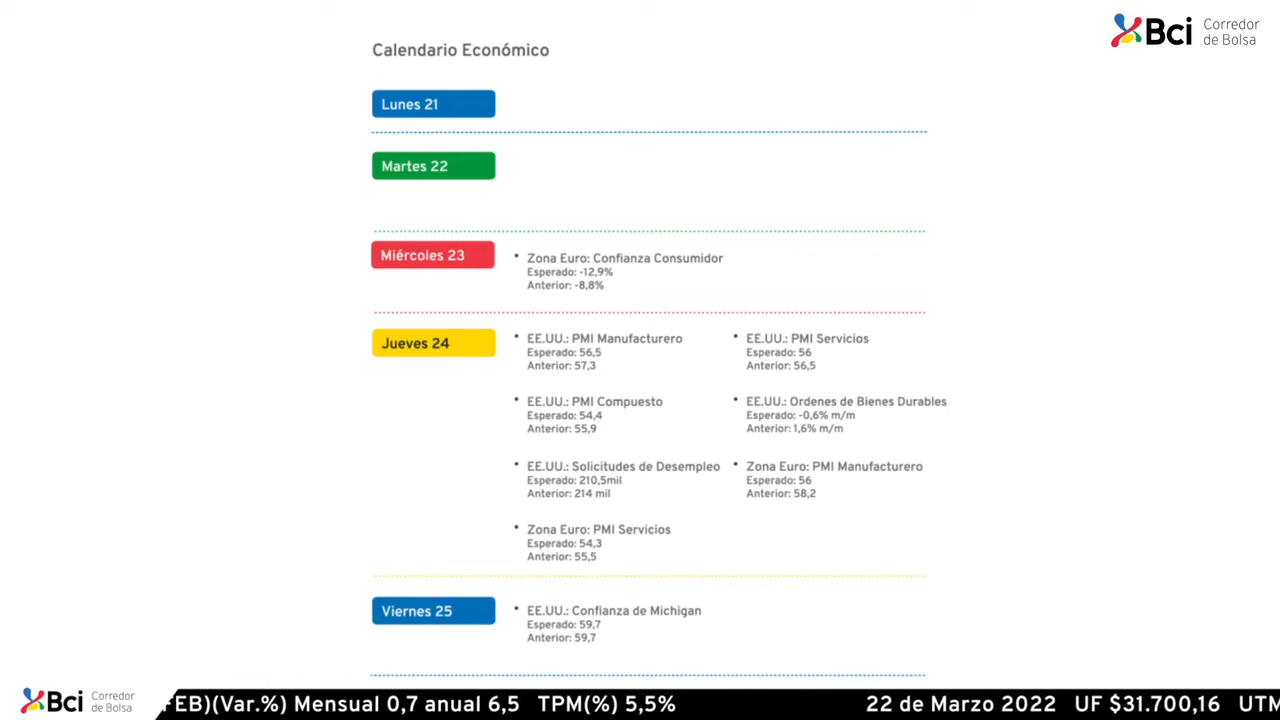 Bci Corredor
de Bolsa
Calendario Económico
Lunes 21
Martes 22
Miércoles 23
• Zona Euro: Confianza Consumidor
Esperado: -12,9%
Anterior: -8,8%
Jueves 24
• EE.UU.: PMI Manufacturero
Esperado: 56,5
Anterior: 57,3
• EE.UU.: PMI Servicios
Esperado: 56
Anterior: 56,5
• EE.UU.: PMI Compuesto
Esperado: 54,4
Anterior: 55,9
• EE.UU.: Ordenes de Bienes Durables
Esperado: -0,6% m/m
Anterior: 1,6% m/m
• EE.UU.: Solicitudes de Desempleo
Esperado: 210,5mil
Anterior: 214 mil
• Zona Euro: PMI Manufacturero
Esperado: 56
Anterior: 58,2
• Zona Euro: PMI Servicios
Esperado: 54,3
Anterior: 55,5
Viernes 25
• EE.UU.: Confianza de Michigan
Esperado: 59,7
Anterior: 59,7
Bci Corredor
de Bolsa
FEB)(Var.%) Mensual 0,7 anual 6,5 TPM(%) 5,5% 22 de Marzo 2022 UF $31.700,16 UTM